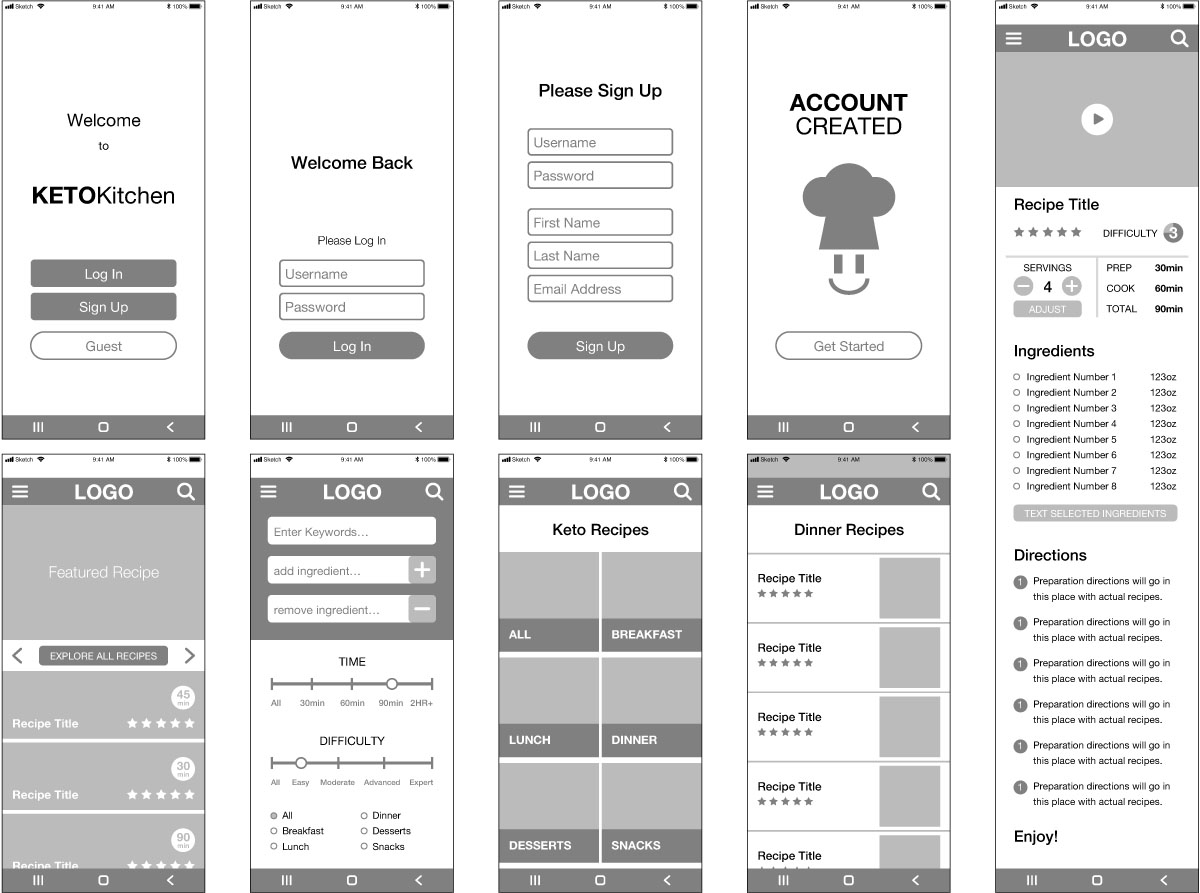 Sketch 9:41 AM 100%
Welcome
to
KETOKitchen
Log In
Sign Up
Guest
Sketch 9:41 AM 100%
Welcome Back
Please Log In
Username
Password
Log In
Sketch 9:41 AM 100%
Please Sign Up
Username
Password
First Name
Last Name
Email Address
Sign Up
Sketch 9:41 AM 100%
ACCOUNT
CREATED
Get Started
Sketch 9:41 AM 100%
LOGO
Recipe Title
DIFFICULTY 3
SERVINGS
4
ADJUST
PREP 30min
COOK 60min
TOTAL 90min
Ingredients
Ingredient Number 1 123oz
Ingredient Number 2 123oz
Ingredient Number 3 123oz
Ingredient Number 4 123oz
Ingredient Number 5 123oz
Ingredient Number 6 123oz
Ingredient Number 7 123oz
Ingredient Number 8 123oz
TEXT SELECTED INGREDIENTS
Directions
1 Preparation directions will go in
this place with actual recipes.
1 Preparation directions will go in
this place with actual recipes.
1 Preparation directions will go in
this place with actual recipes.
1 Preparation directions will go in
this place with actual recipes.
1 Preparation directions will go in
this place with actual recipes.
1 Preparation directions will go in
this place with actual recipes.
Enjoy!
Sketch 9:41 AM 100%
LOGO
Featured Recipe
EXPLORE ALL RECIPES
45
min
Recipe Title
30
min
Recipe Title
90
min
Recipe Title
Sketch 9:41 AM 100%
LOGO
Enter Keywords...
add ingredient...
remove ingredient...
TIME
All 30min 60min 90min 2HR+
DIFFICULTY
All Easy Moderate Advanced Expert
All Dinner
Breakfast Desserts
Lunch Snacks
Sketch 9:41 AM 100%
LOGO
Keto Recipes
ALL BREAKFAST
LUNCH DINNER
DESSERTS SNACKS
Sketch 9:41 AM 100%
LOGO
Dinner Recipes
Recipe Title
Recipe Title
Recipe Title
Recipe Title
Recipe Title